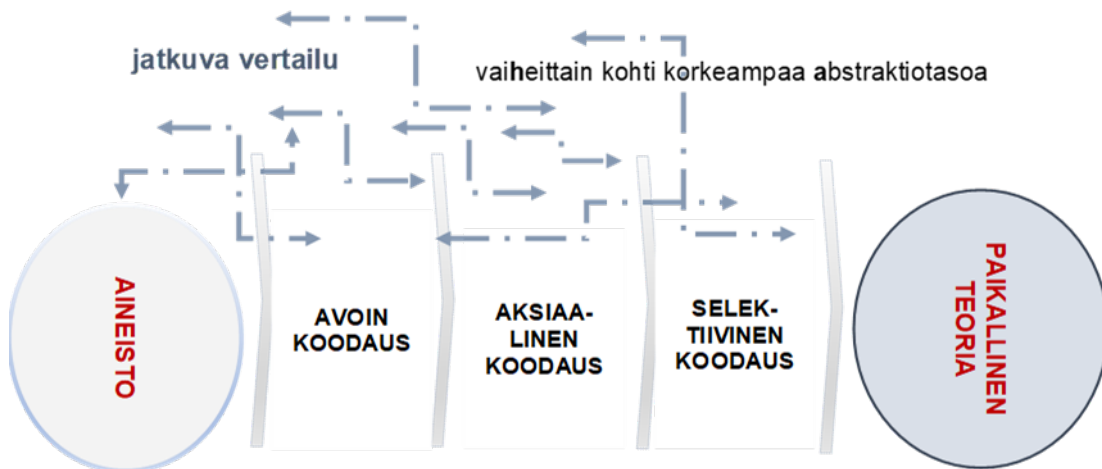 jatkuva vertailu
vaiheittain kohti korkeampaa abstraktiotasoa
AINEISTO
AVOIN
KOODAUS
AKSIAA-
LINEN
KOODAUS
SELEK-
TIIVINEN
KOODAUS
PAIKALLINEN
TEORIA